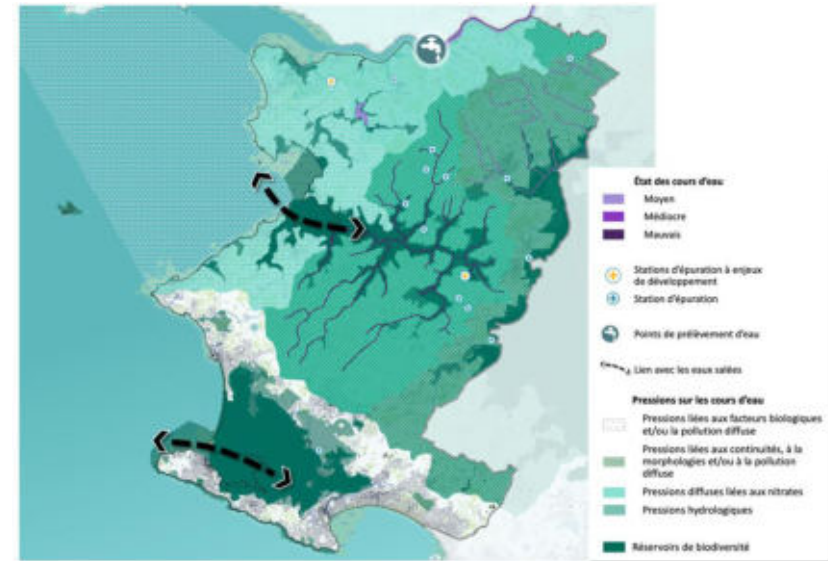 État des cours d'eau
Moyen
Médiocre
Mauvais
Stations d'épuration à enjeux
de développement
Station d'épuration
Points de prélèvement d'eau
Lien avec les eaux salées
Pressions sur les cours d'eau
Pressions liées aux facteurs biologiques
et/ou la pollution diffuse
Pressions liées aux continuités, à la
morphologies et/ou à la pollution
diffuse
Pressions diffuses liées aux nitrates
Pressions hydrologiques
Réservoirs de biodiversité